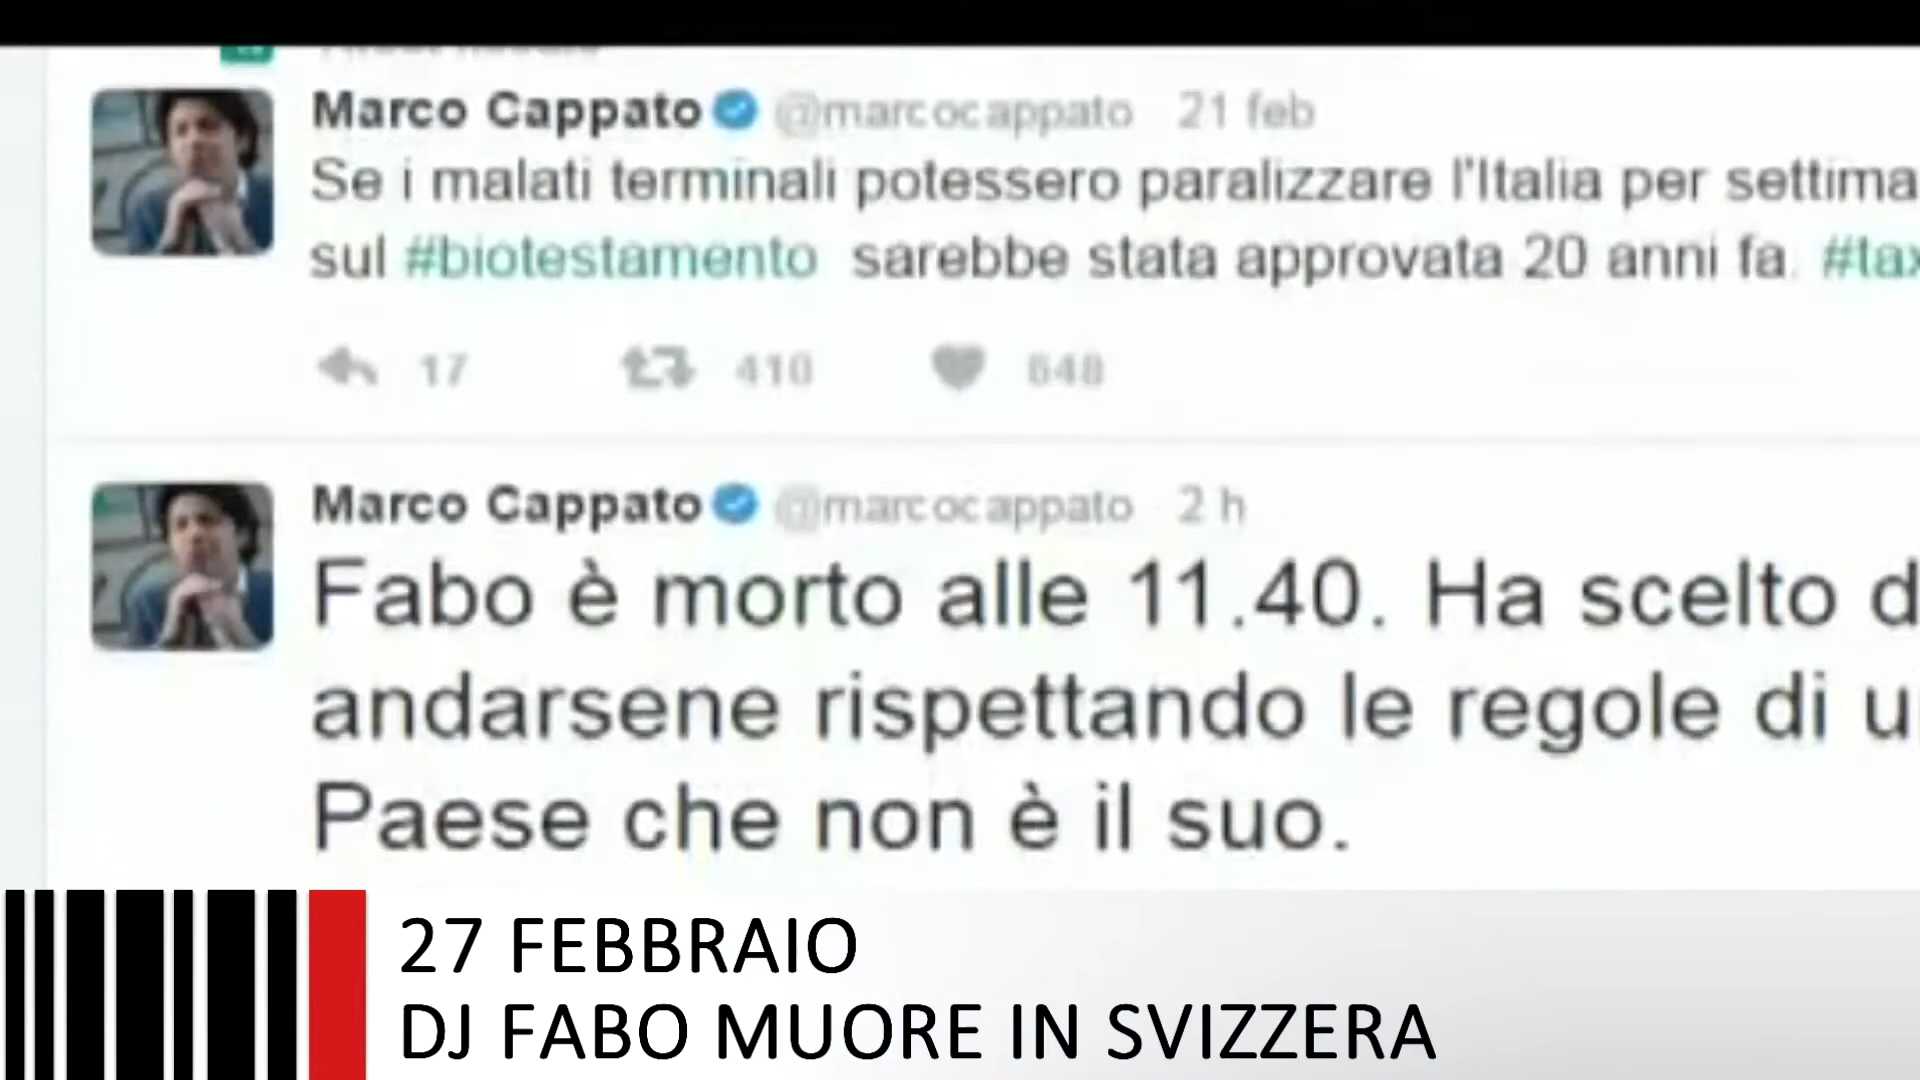 Marco Cappato @marcocappato 21 feb
Se i malati terminali potessero paralizzare l'Italia per settima
sul #biotestamento sarebbe stata approvata 20 anni fa. #tax
17 410 648
Marco Cappato @marcocappato 2 h
Fabo è morto alle 11.40. Ha scelto d
andarsene rispettando le regole di u
Paese che non è il suo.
27 FEBBRAIO
DJ FABO MUORE IN SVIZZERA